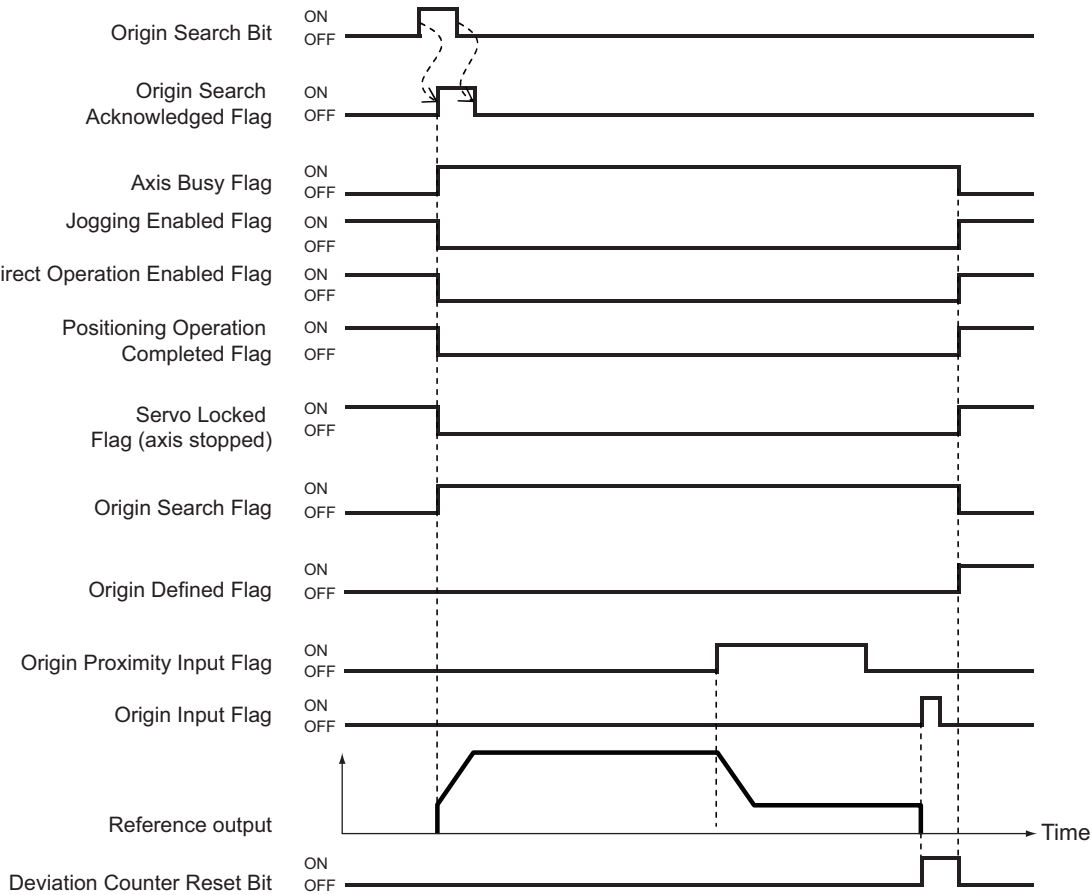 Origin Search Bit
ON
OFF
Origin Search
Acknowledged Flag
ON
OFF
Axis Busy Flag
ON
OFF
Jogging Enabled Flag
ON
OFF
irect Operation Enabled Flag
ON
OFF
Positioning Operation
Completed Flag
ON
OFF
Servo Locked
Flag (axis stopped)
ON
OFF
Origin Search Flag
ON
OFF
Origin Defined Flag
ON
OFF
Origin Proximity Input Flag
ON
OFF
Origin Input Flag
ON
OFF
Reference output
Time
Deviation Counter Reset Bit
ON
OFF